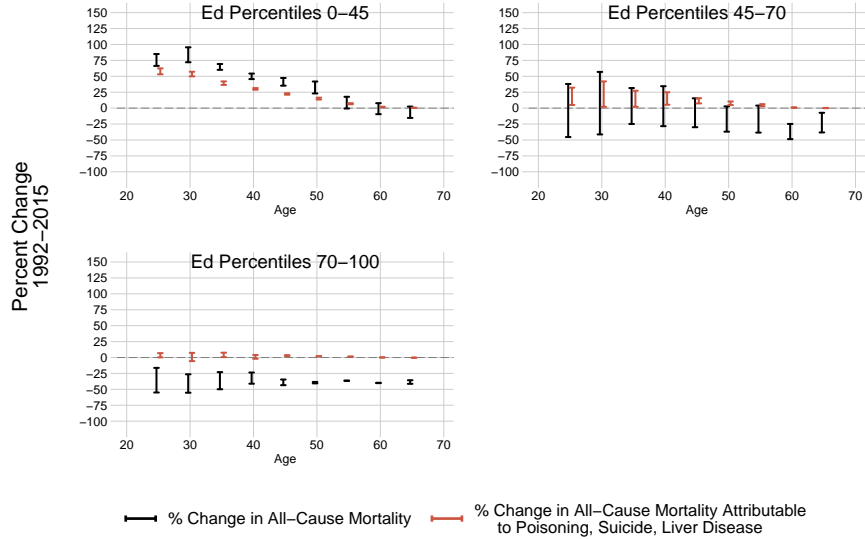 Ed Percentiles 0−45
150
125
100
75
50
25
0
−25
−50
−75
−100
20 30 40 50 60 70
Age
Ed Percentiles 45−70
150
125
100
75
50
25
0
−25
−50
−75
−100
20 30 40 50 60 70
Age
Percent Change
1992−2015
Ed Percentiles 70−100
150
125
100
75
50
25
0
−25
−50
−75
−100
20 30 40 50 60 70
Age
% Change in All−Cause Mortality
% Change in All−Cause Mortality Attributable
to Poisoning, Suicide, Liver Disease